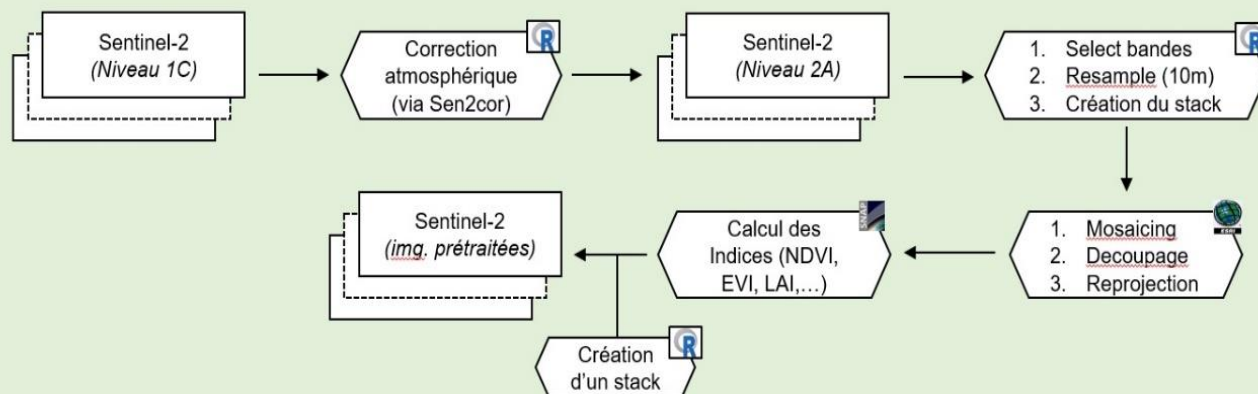 Sentinel-2
(Niveau 1C)
R
Correction
atmosphérique
(via Sen2cor)
Sentinel-2
(Niveau 2A)
R
1. Select bandes
2. Resample (10m)
3. Création du stack
ESRI
1. Mosaicing
2. Decoupage
3. Reprojection
SNAP
Calcul des
Indices (NDVI,
EVI, LAI,…)
Sentinel-2
(img. prétraitées)
R
Création
d'un stack